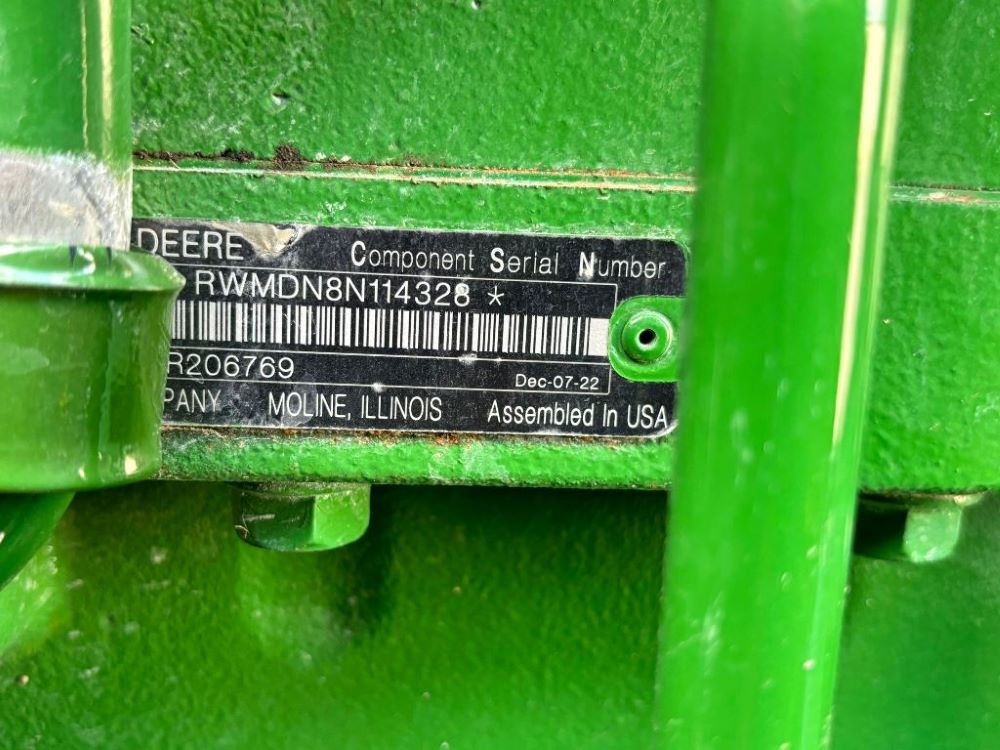 DEERE Component Serial Number
RWMDN8N114328 *
R206769
Dec-07-22
PANY MOLINE, ILLINOIS Assembled In USA